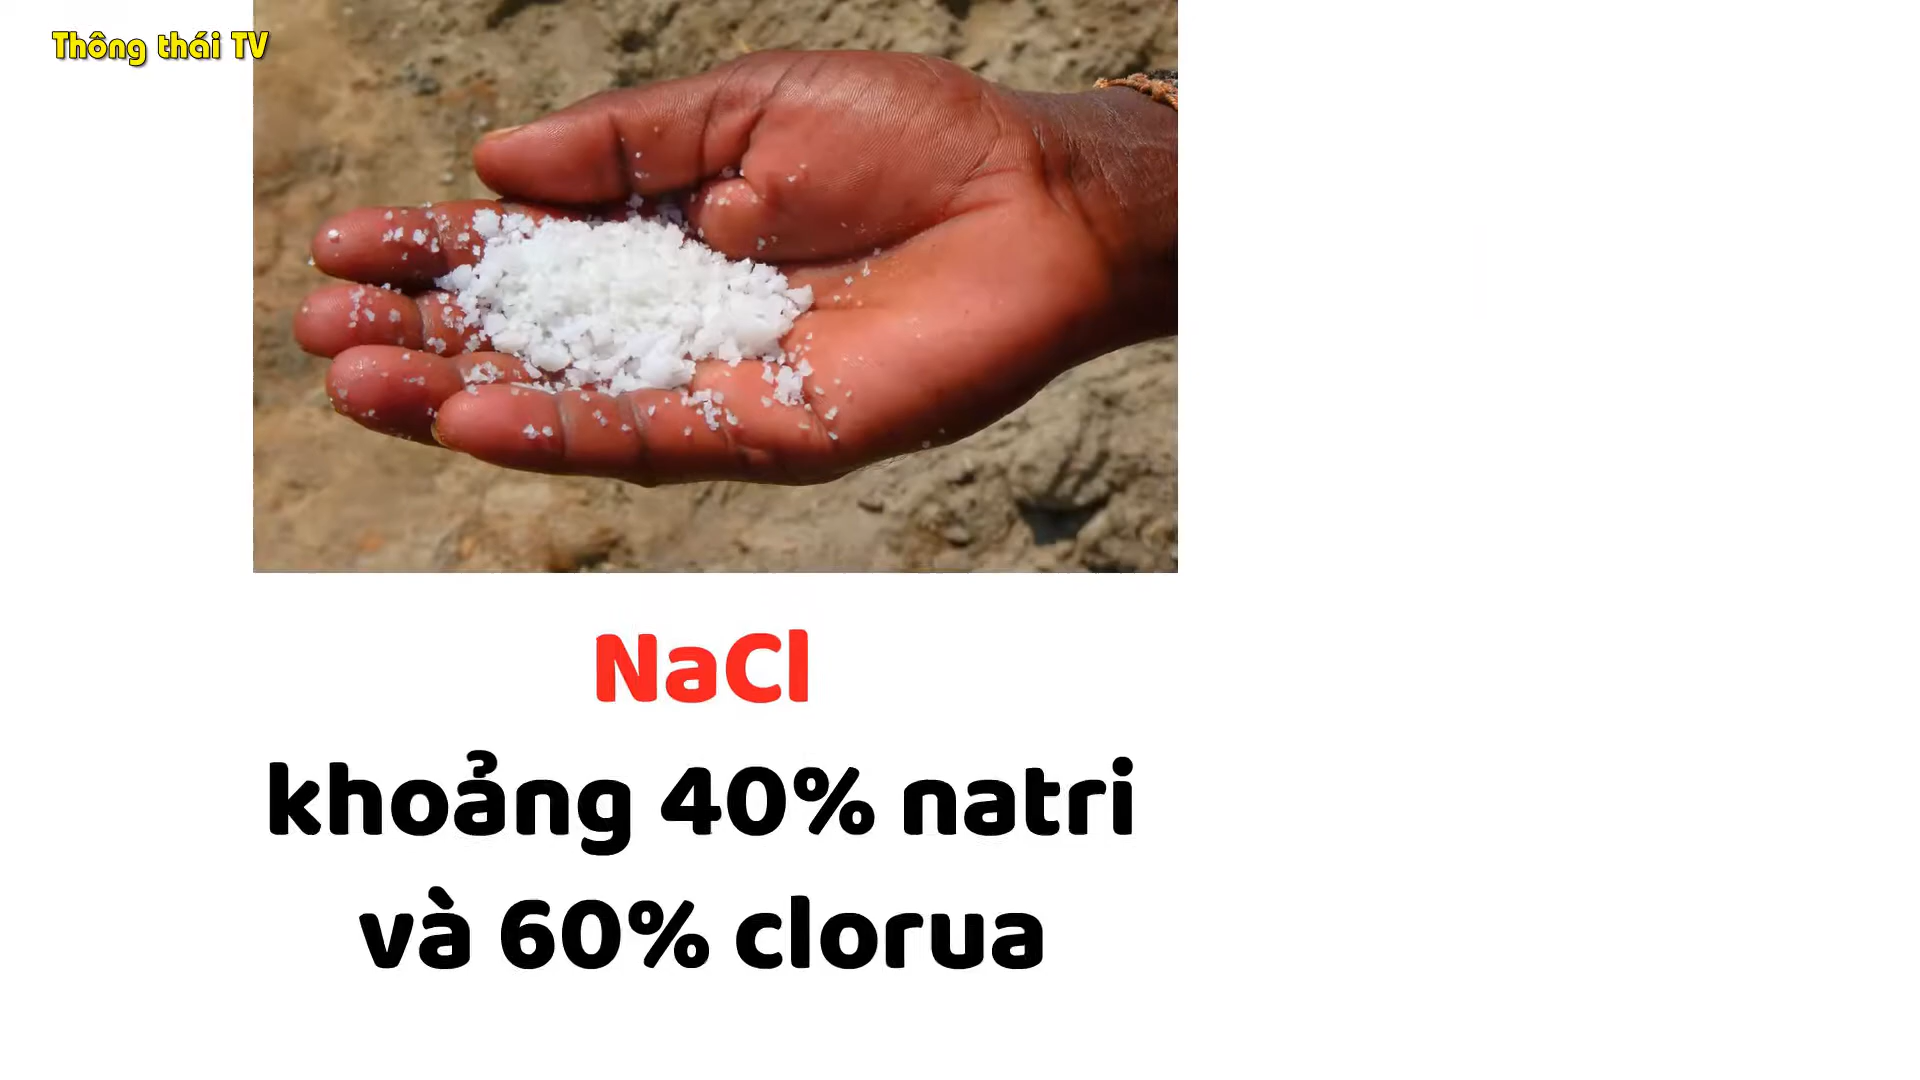 Thông thái TV
NaCl
khoảng 40% natri
và 60% clorua